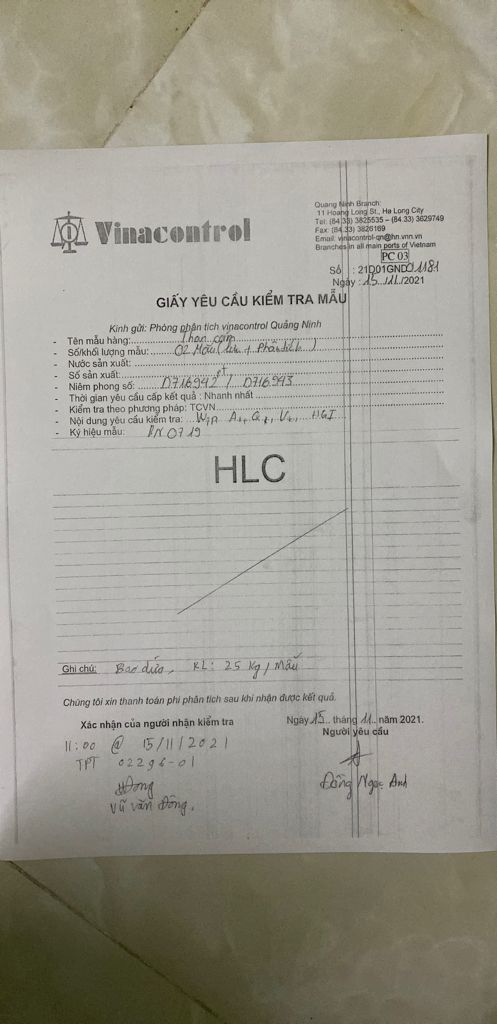 Vinacontrol
Quang Ninh Branch:
11 Hoang Long St., Ha Long City
Tel: (84.33) 3825535 – (84.33) 3629749
Fax: (84.33) 3826169
Email: vinacontrol-qn@hn.vnn.vn
Branches in all main ports of Vietnam
PC 03
Số : 21D01GND01181
Ngày : 15../11./2021
GIẤY YÊU CẦU KIỂM TRA MẪU
Kính gửi: Phòng phân tích vinacontrol Quảng Ninh
- Tên mẫu hàng: Than cám
- Số/khối lượng mẫu: 02 Mẫu (lưu + Phân tích)
- Nước sản xuất:
- Số sản xuất:
- Niêm phong số: D716942 / D716943
- Thời gian yêu cầu cấp kết quả : Nhanh nhất
- Kiểm tra theo phương pháp: TCVN
- Nội dung yêu cầu kiểm tra: HGI
- Ký hiệu mẫu: 0719
HLC
Ghi chú: Bao dứa, KL: 25 Kg / Mẫu
Chúng tôi xin thanh toán phí phân tích sau khi nhận được kết quả.
Xác nhận của người nhận kiểm tra
Ngày 15.. tháng 11.. năm 2021.
Người yêu cầu
11:00 @ 15/11/2021
TPT 02296-01
Đông
Vũ Văn Đông.
Đồng Ngọc Anh